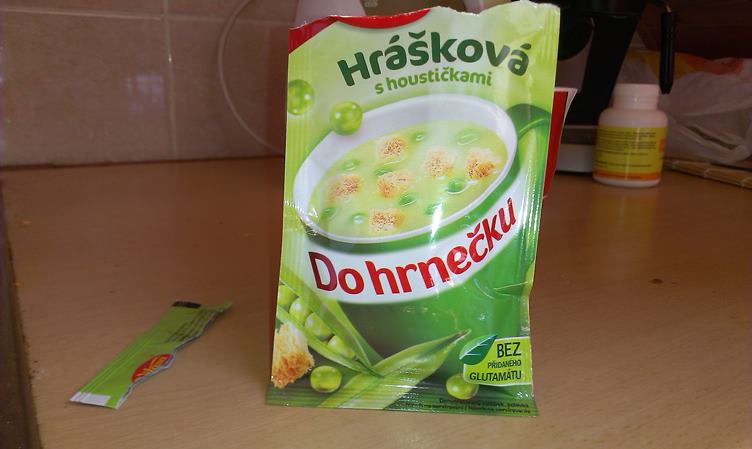 Hrášková
s houstičkami
Do hrnečku
BEZ
PŘIDANÉHO
GLUTAMÁTU